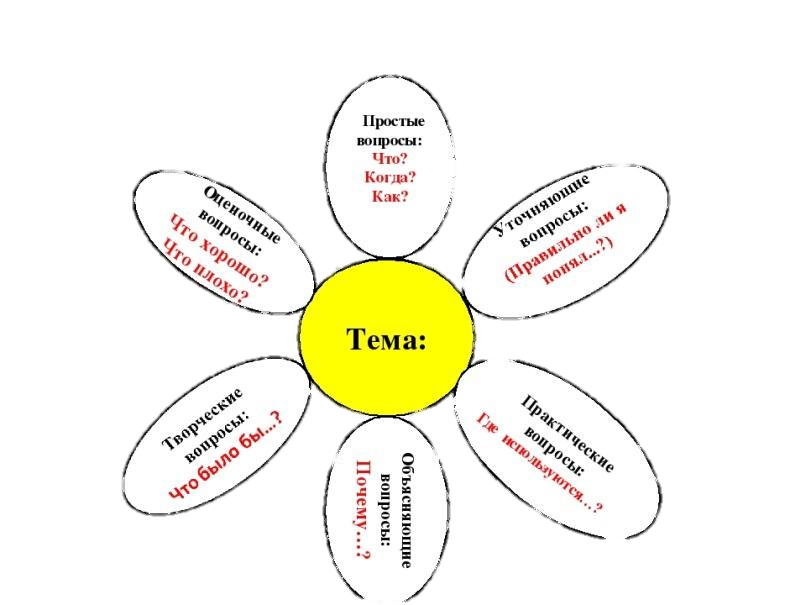 Простые
вопросы:
Что?
Когда?
Как?
Уточняющие
вопросы:
(Правильно ли я
понял...?)
Практические
вопросы:
Где используются...?
Объясняющие
вопросы:
Почему...?
Творческие
вопросы:
Что было бы...?
Оценочные
вопросы:
Что хорошо?
Что плохо?
Тема: